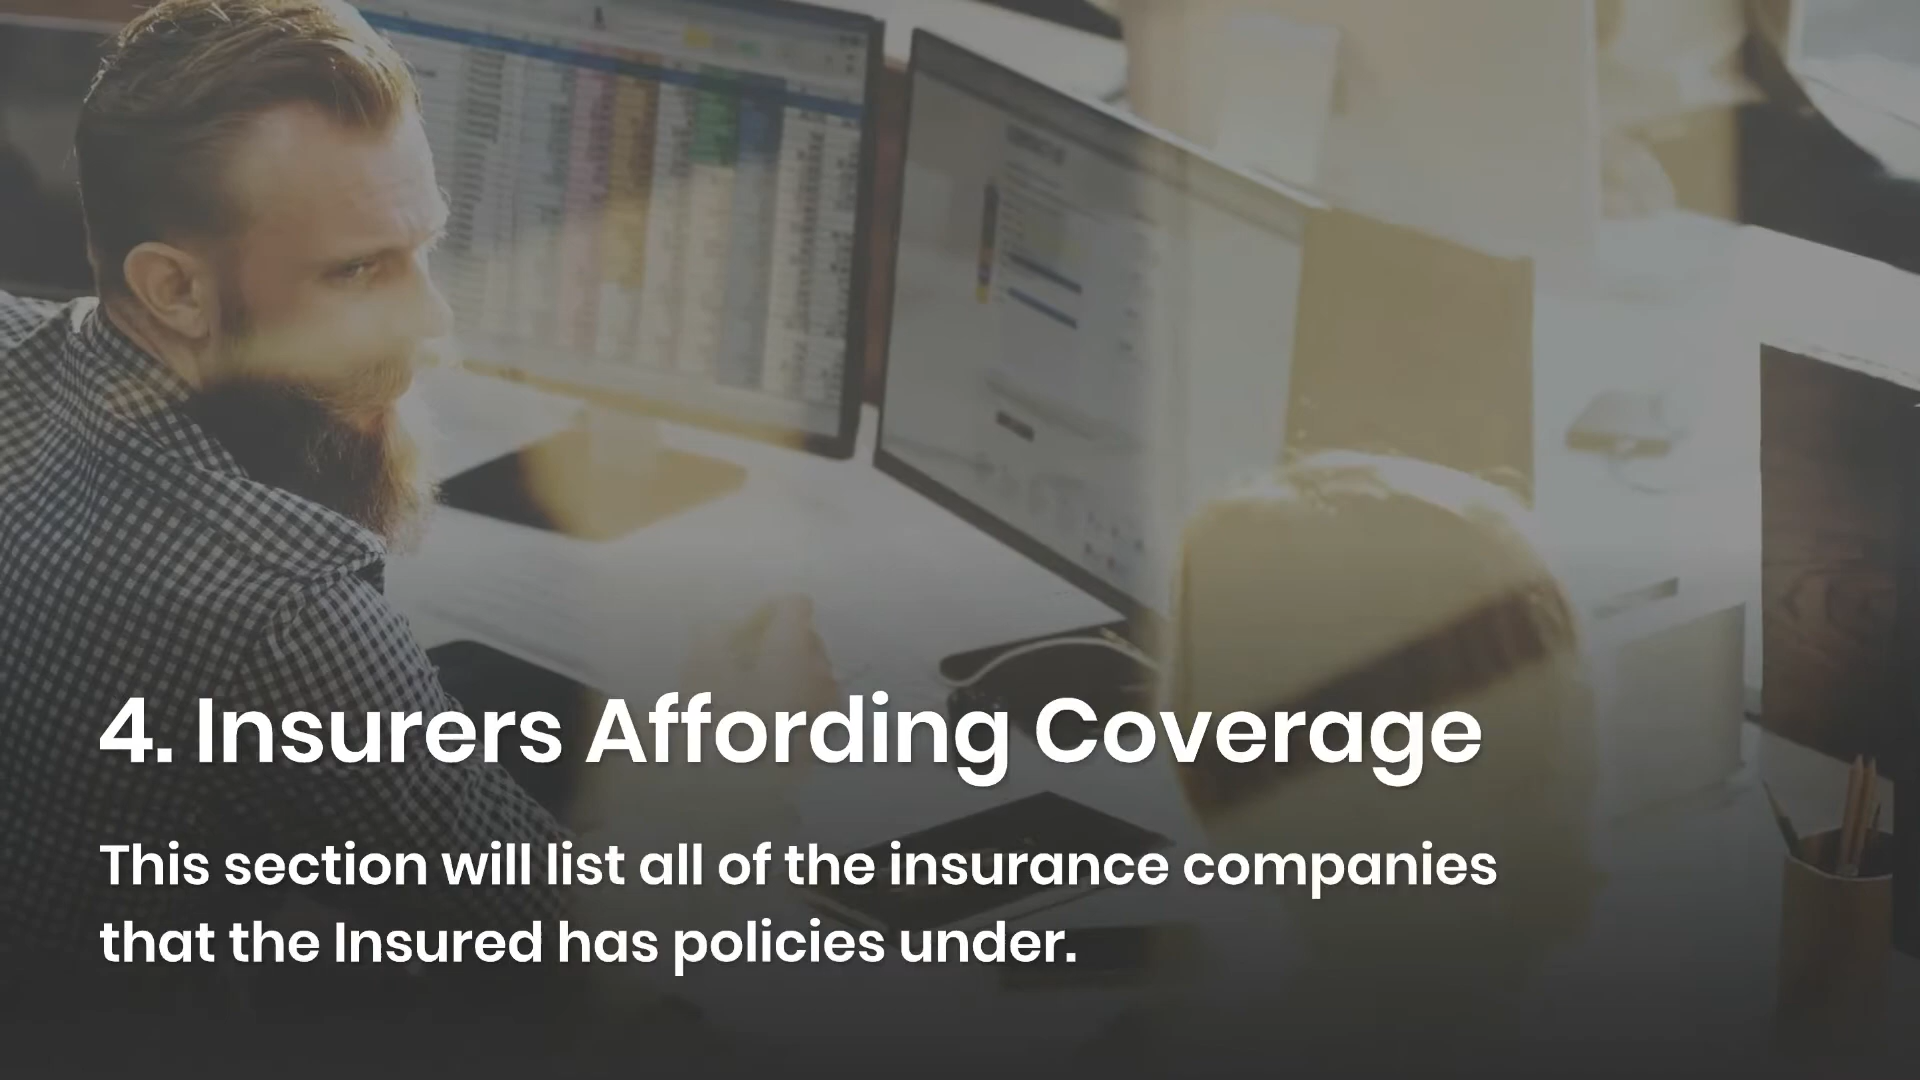 4. Insurers Affording Coverage
This section will list all of the insurance companies
that the Insured has policies under.